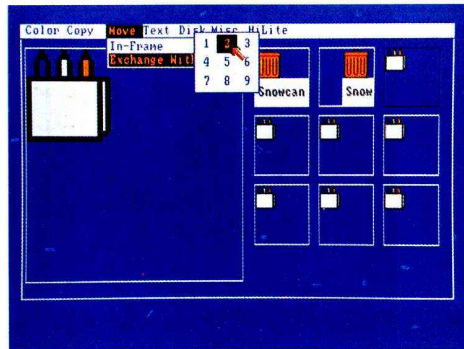 Color Copy Move Text Disk Misc HiLite
In-Frame
Exchange With
1 2 3
4 5 6
7 8 9
Snowcan Snow